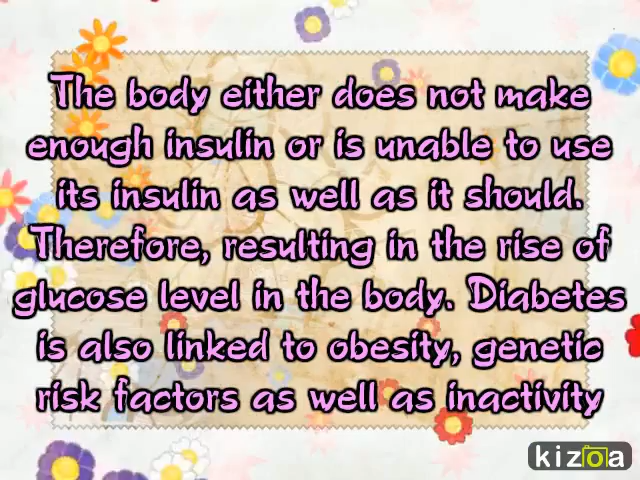 The body either does not make
enough insulin or is unable to use
its insulin as well as it should.
Therefore, resulting in the rise of
glucose level in the body. Diabetes
is also linked to obesity, genetic
risk factors as well as inactivity
kizoa